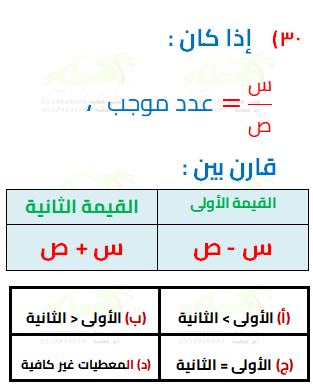 ٣٠) إذا كان :
س
ص
= عدد موجب ،
قارن بين :
القيمة الأولى القيمة الثانية
س - ص س + ص
(أ) الأولى > الثانية (ب) الأولى < الثانية
(ج) الأولى = الثانية (د) المعطيات غير كافية